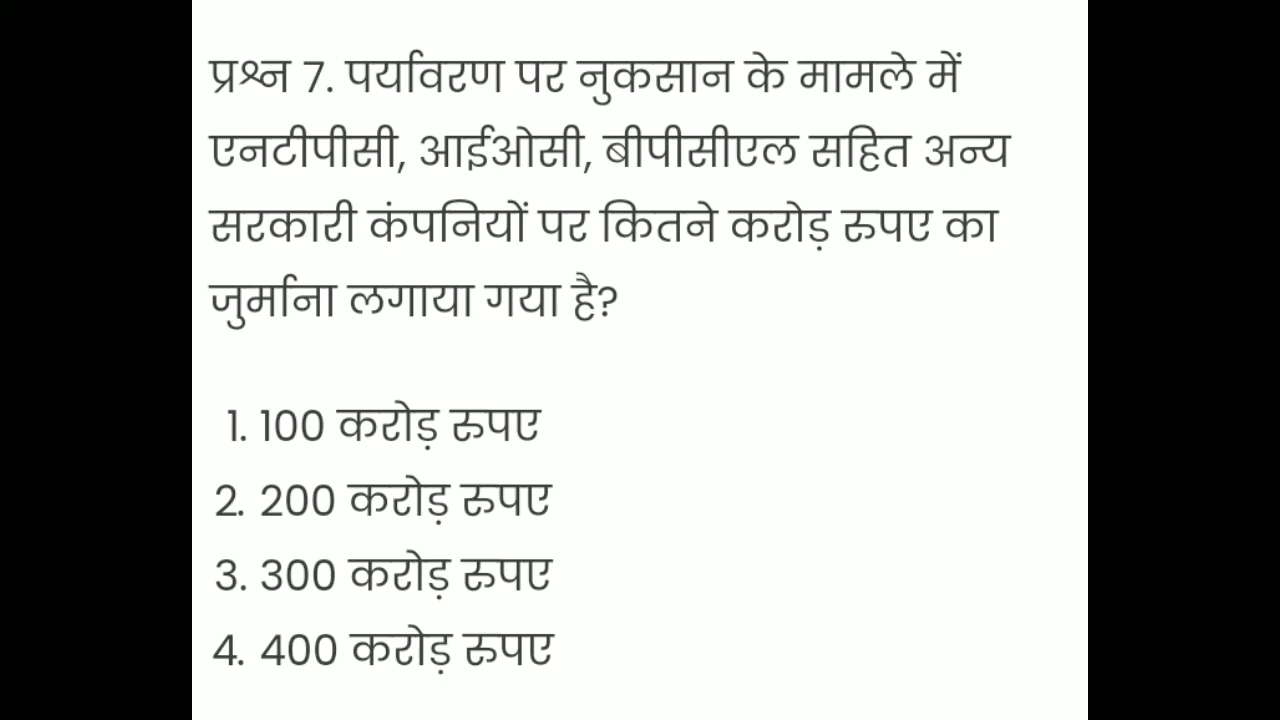 प्रश्न 7. पर्यावरण पर नुकसान के मामले में
एनटीपीसी, आईओसी, बीपीसीएल सहित अन्य
सरकारी कंपनियों पर कितने करोड़ रुपए का
जुर्माना लगाया गया है?
1. 100 करोड़ रुपए
2. 200 करोड़ रुपए
3. 300 करोड़ रुपए
4. 400 करोड़ रुपए